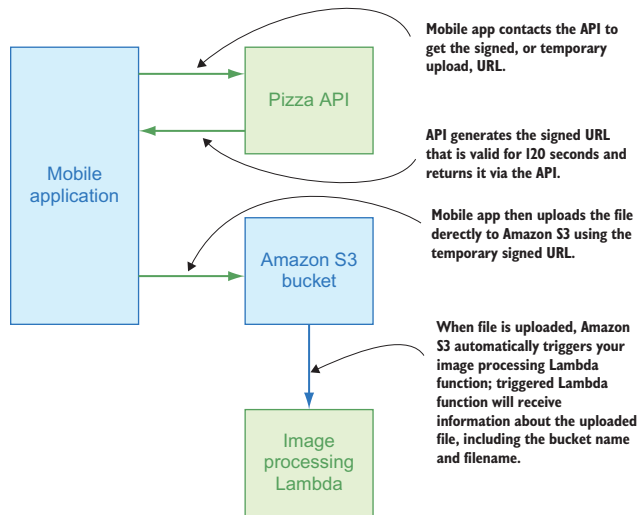 Mobile app contacts the API to
get the signed, or temporary
upload, URL.
Pizza API
API generates the signed URL
that is valid for 120 seconds and
returns it via the API.
Mobile
application
Mobile app then uploads the file
derectly to Amazon S3 using the
temporary signed URL.
Amazon S3
bucket
When file is uploaded, Amazon
S3 automatically triggers your
image processing Lambda
function; triggered Lambda
function will receive
information about the uploaded
file, including the bucket name
and filename.
Image
processing
Lambda